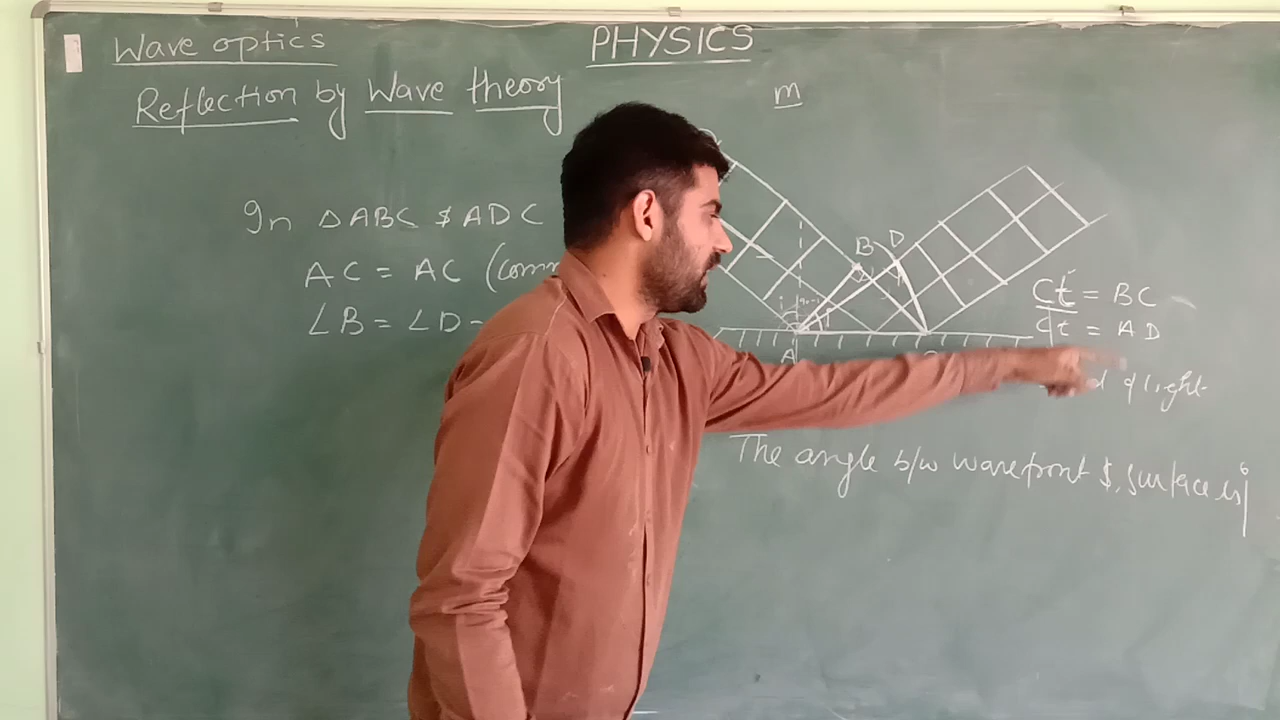 Wave optics
PHYSICS
Reflection by Wave theory
m
In △ABC & ADC
AC = AC (Comm
∠B = ∠D =
B D
i 90-i
A
Ct = BC
Ct = AD
d of light
The angle b/w wavefront & surface is